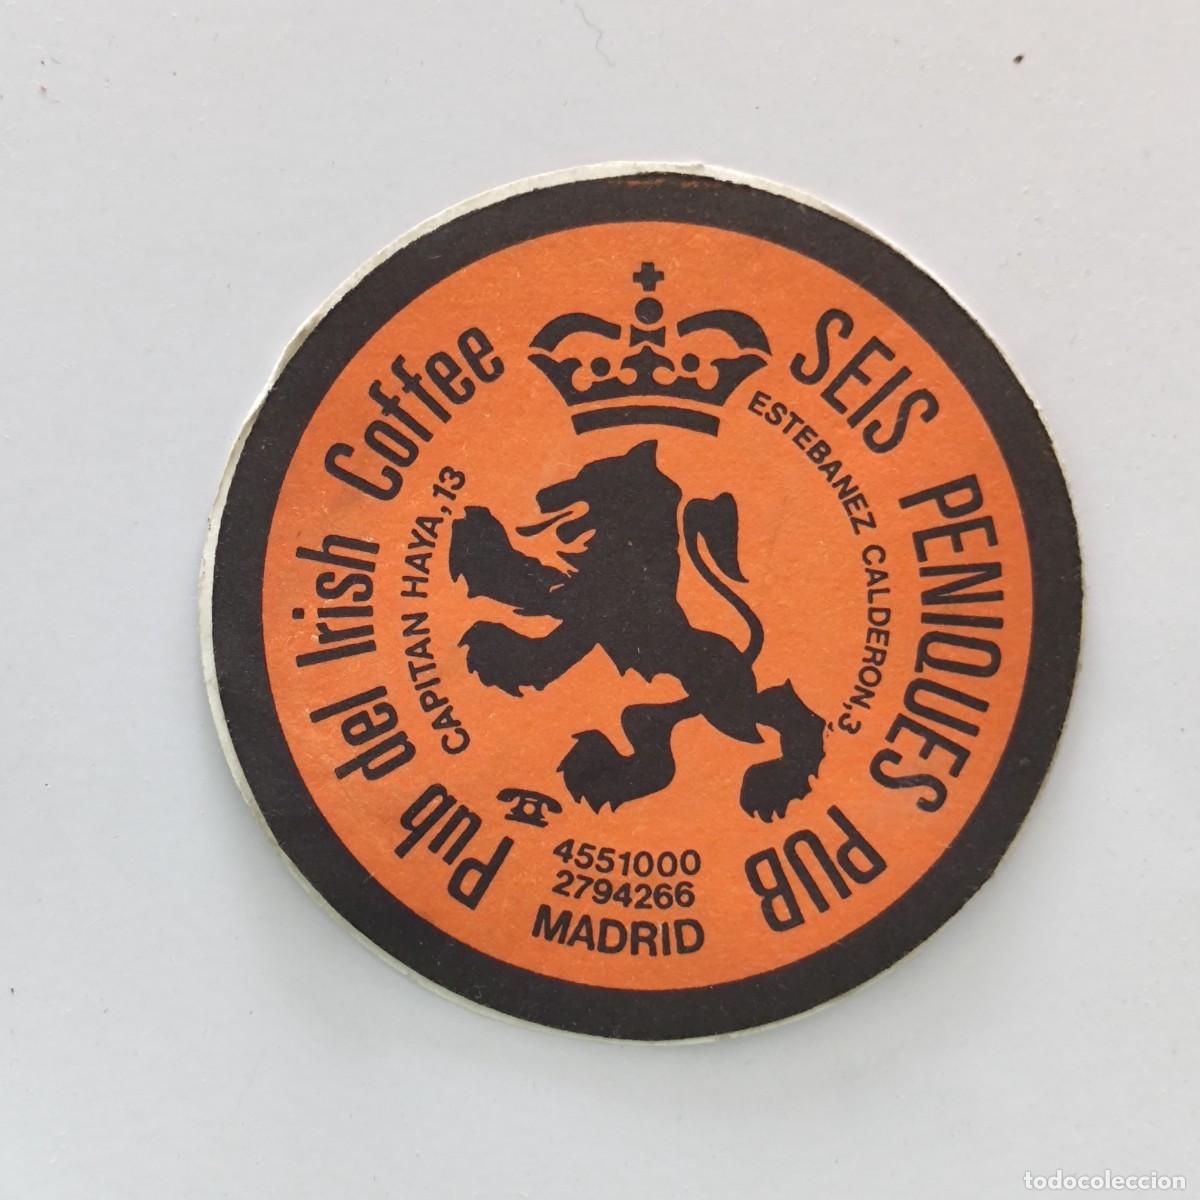 Pub del Irish Coffee
CAPITAN HAYA, 13
SEIS PENIQUES PUB
ESTEBANEZ CALDERON, 3
4551000
2794266
MADRID
todocoleccion